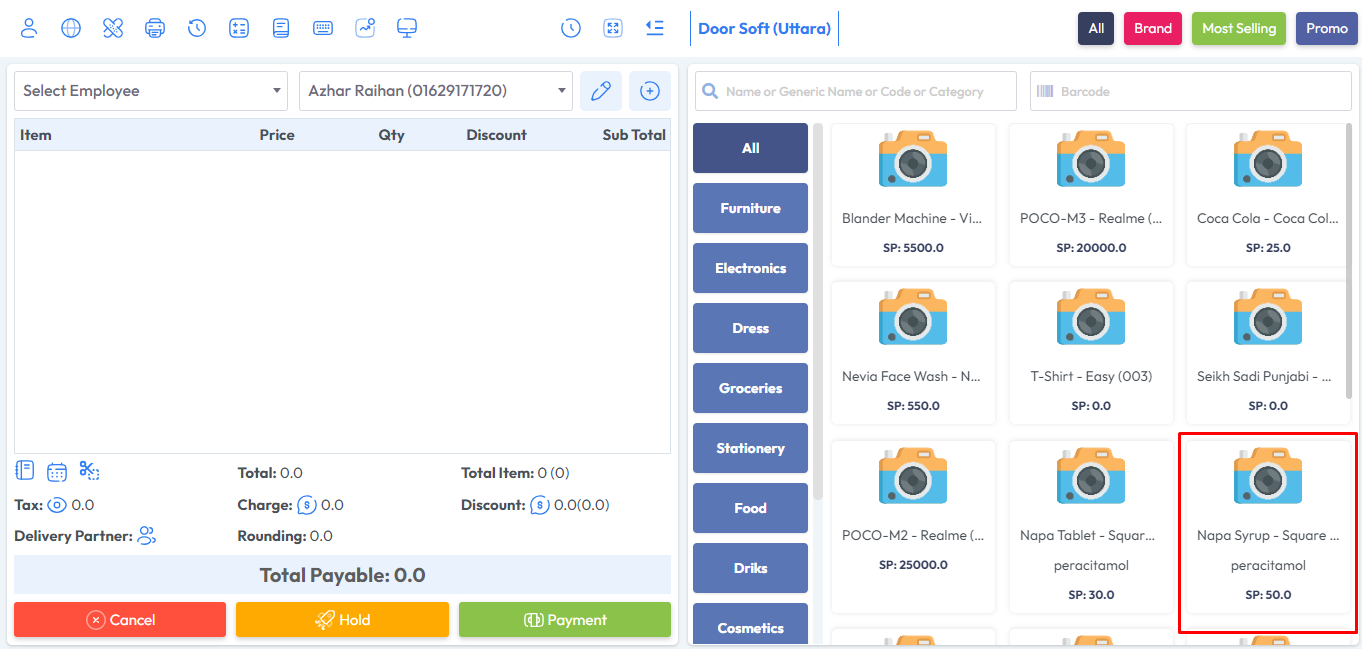 Door Soft (Uttara)
All
Brand
Most Selling
Promo
Select Employee
Azhar Raihan (01629171720)
Item Price Qty Discount Sub Total
Total: 0.0
Total Item: 0 (0)
Tax: 0.0
Charge: $ 0.0
Discount: $ 0.0(0.0)
Delivery Partner:
Rounding: 0.0
Total Payable: 0.0
Cancel
Hold
Payment
Name or Generic Name or Code or Category
Barcode
All
Furniture
Electronics
Dress
Groceries
Stationery
Food
Driks
Cosmetics
Blander Machine - Vi...
SP: 5500.0
POCO-M3 - Realme (...
SP: 20000.0
Coca Cola - Coca Col...
SP: 25.0
Nevia Face Wash - N...
SP: 550.0
T-Shirt - Easy (003)
SP: 0.0
Seikh Sadi Punjabi - ...
SP: 0.0
POCO-M2 - Realme (...
SP: 25000.0
Napa Tablet - Squar...
peracitamol
SP: 30.0
Napa Syrup - Square ...
peracitamol
SP: 50.0